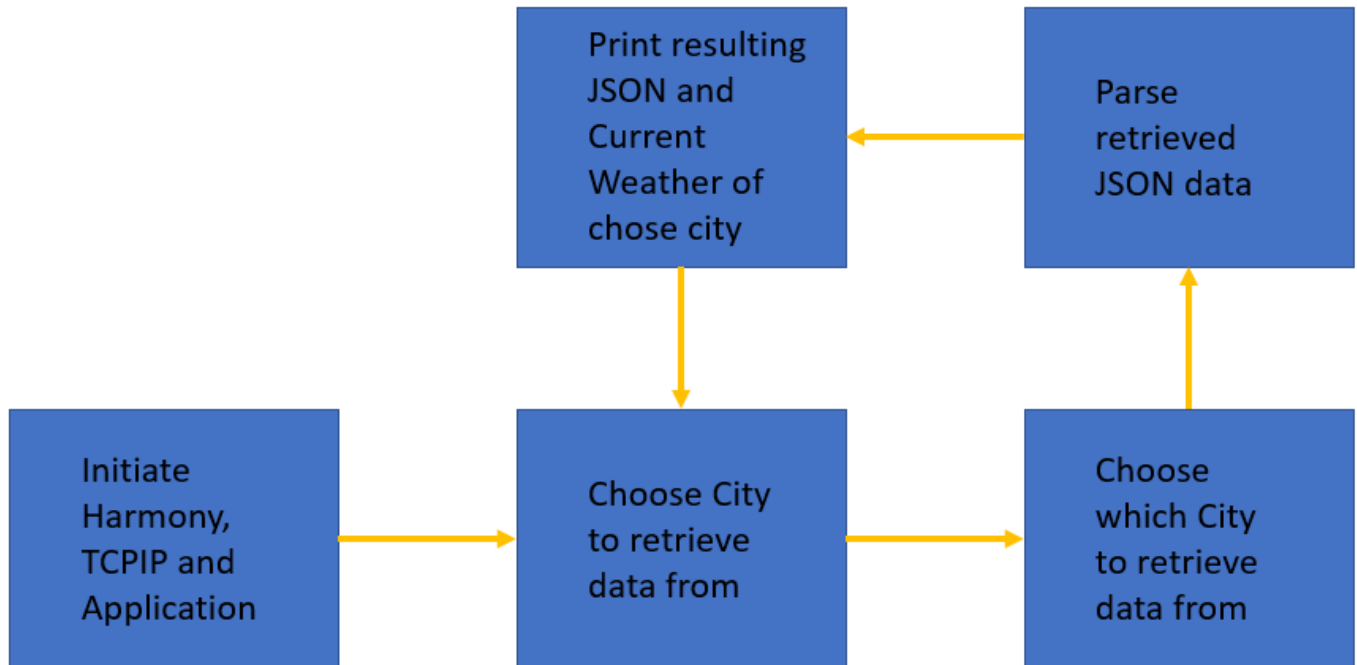 Print resulting
JSON and
Current
Weather of
chose city
Parse
retrieved
JSON data
Initiate
Harmony,
TCPIP and
Application
Choose City
to retrieve
data from
Choose
which City
to retrieve
data from